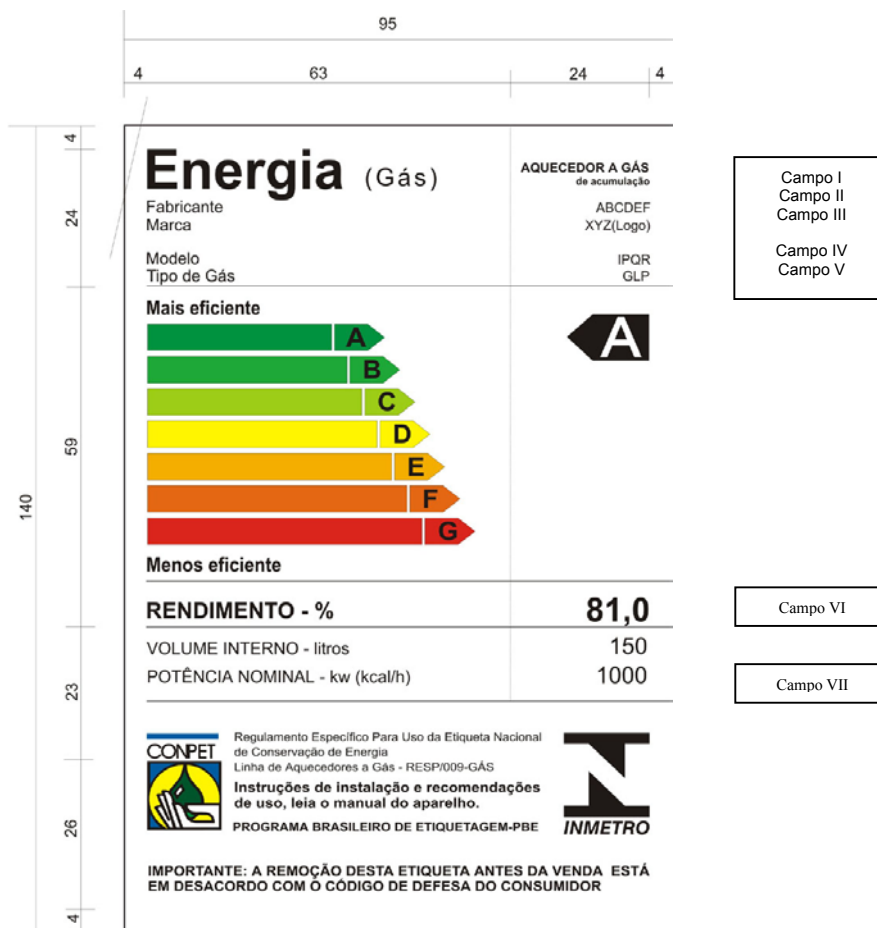 95
4 63 24 4
4
24
59
140
23
26
4
Energia (Gás)
AQUECEDOR A GÁS
de acumulação
Fabricante ABCDEF
Marca XYZ(Logo)
Modelo IPQR
Tipo de Gás GLP
Campo I
Campo II
Campo III
Campo IV
Campo V
Mais eficiente
A A
B
C
D
E
F
G
Menos eficiente
RENDIMENTO - % 81,0
Campo VI
VOLUME INTERNO - litros 150
POTÊNCIA NOMINAL - kw (kcal/h) 1000
Campo VII
CONPET
Regulamento Específico Para Uso da Etiqueta Nacional
de Conservação de Energia
Linha de Aquecedores a Gás - RESP/009-GÁS
Instruções de instalação e recomendações
de uso, leia o manual do aparelho.
PROGRAMA BRASILEIRO DE ETIQUETAGEM-PBE
INMETRO
IMPORTANTE: A REMOÇÃO DESTA ETIQUETA ANTES DA VENDA ESTÁ
EM DESACORDO COM O CÓDIGO DE DEFESA DO CONSUMIDOR